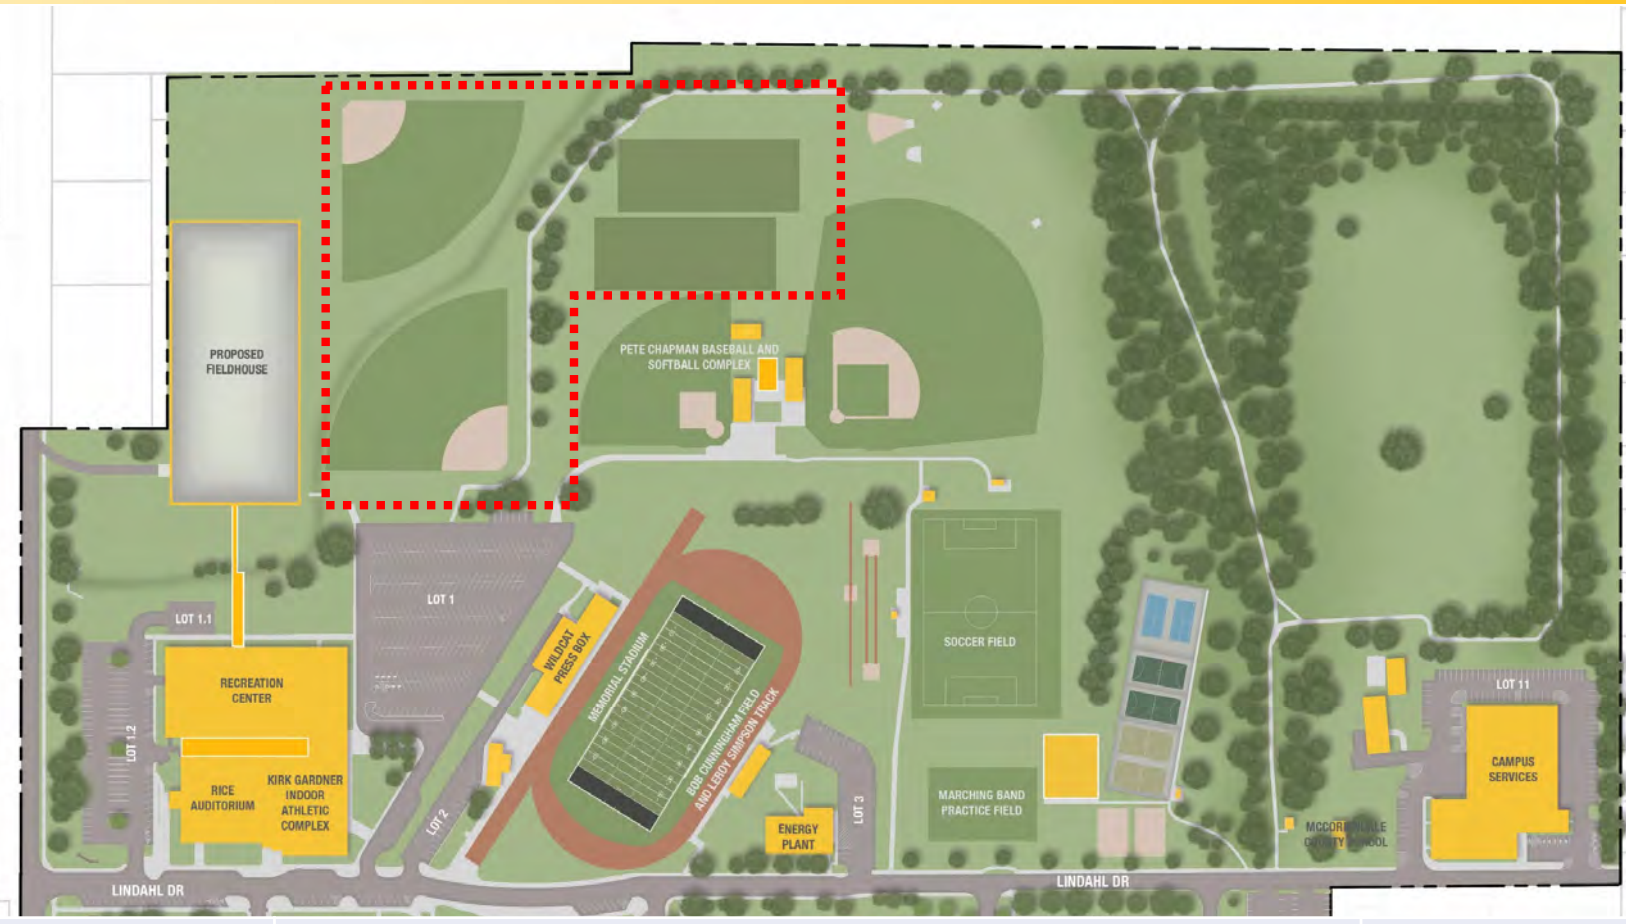 PROPOSED
FIELDHOUSE
PETE CHAPMAN BASEBALL AND
SOFTBALL COMPLEX
LOT 1
LOT 1.1
WILDCAT
PRESS BOX
MEMORIAL STADIUM
SOCCER FIELD
RECREATION
CENTER
LOT 11
BOB CUNNINGHAM FIELD
AND LEROY SIMPSON TRACK
LOT 1.2
CAMPUS
SERVICES
RICE
AUDITORIUM
KIRK GARDNER
INDOOR
ATHLETIC
COMPLEX
LOT 2
MARCHING BAND
PRACTICE FIELD
LOT 3
ENERGY
PLANT
SCHOOL
LINDAHL DR
LINDAHL DR